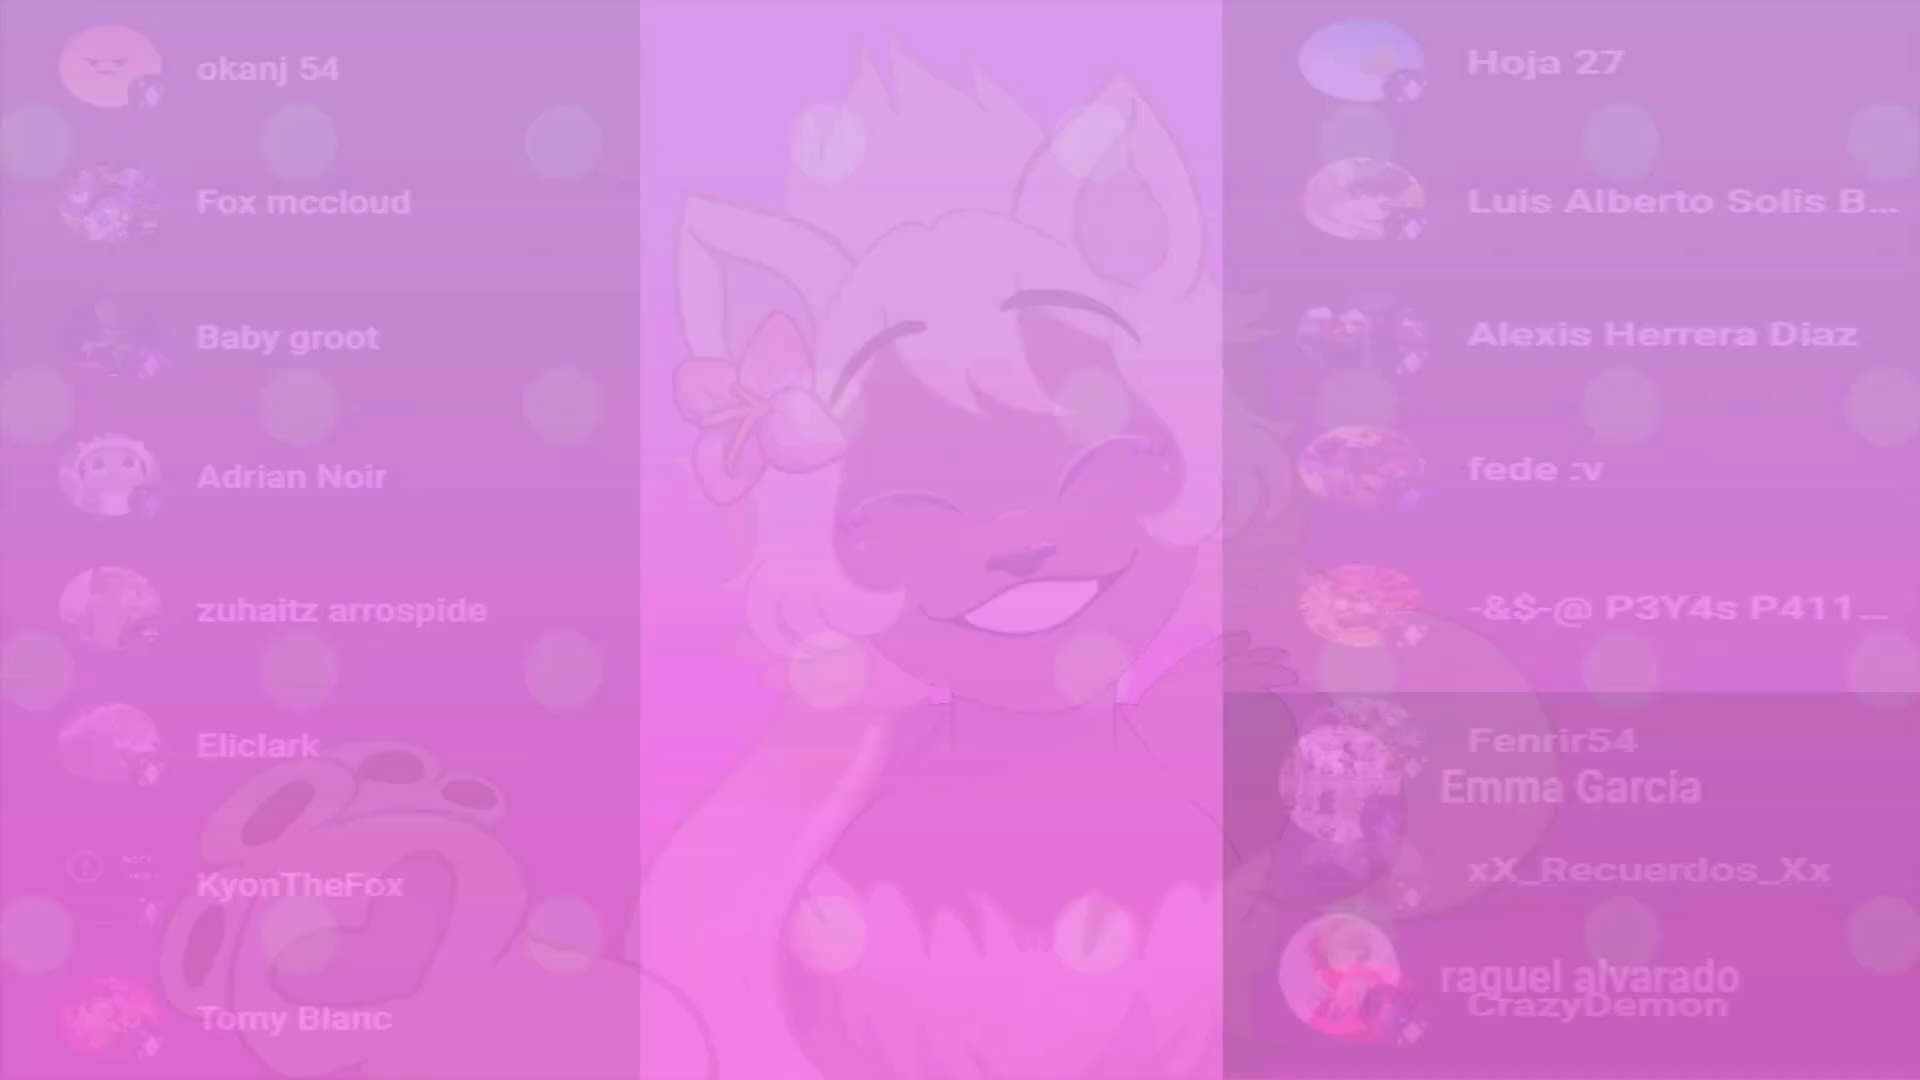 okanj 54
Fox mccloud
Baby groot
Adrian Noir
zuhaitz arrospide
Eliclark
KyonTheFox
Tomy Blanc
Hoja 27
Luis Alberto Solis B...
Alexis Herrera Diaz
fede :v
-&$-@ P3Y4s P411...
Fenrir54
Emma Garcia
xX_Recuerdos_Xx
raquel alvarado
CrazyDemon